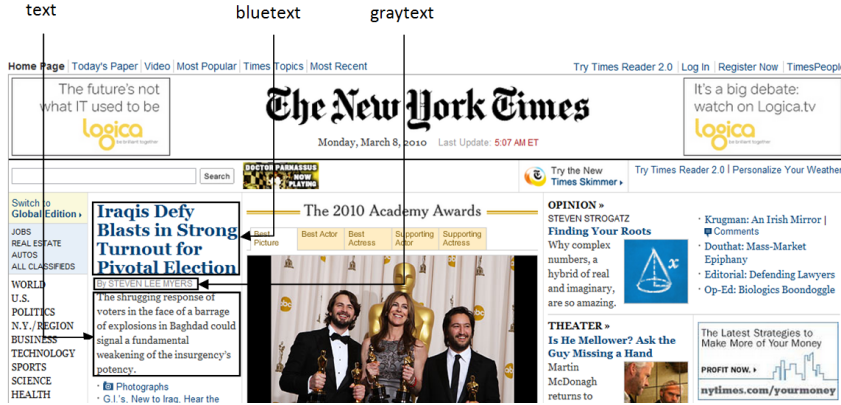 text
bluetext
graytext
Home Page
Today's Paper
Video
Most Popular
Times Topics
Most Recent
Try Times Reader 2.0
Log In
Register Now
TimesPeople
The future's not
what IT used to be
logica
be brilliant together
The New York Times
Monday, March 8, 2010 Last Update: 5:07 AM ET
It's a big debate:
watch on Logica.tv
logica
be brilliant together
Search
DOCTOR PARNASSUS
NOW
PLAYING
Try the New
Times Skimmer
Try Times Reader 2.0 | Personalize Your Weather
Switch to
Global Edition
JOBS
REAL ESTATE
AUTOS
ALL CLASSIFIEDS
WORLD
U.S.
POLITICS
N.Y./REGION
BUSINESS
TECHNOLOGY
SPORTS
SCIENCE
HEALTH
Iraqis Defy
Blasts in Strong
Turnout for
Pivotal Election
By STEVEN LEE MYERS
The shrugging response of
voters in the face of a barrage
of explosions in Baghdad could
signal a fundamental
weakening of the insurgency's
potency.
Photographs
G.I.'s, New to Iraq, Hear the
The 2010 Academy Awards
Best
Picture
Best Actor
Best
Actress
Supporting
Actor
Supporting
Actress
OPINION »
STEVEN STROGATZ
Finding Your Roots
Why complex
numbers, a
hybrid of real
and imaginary,
are so amazing.
x
Krugman: An Irish Mirror |
Comments
Douthat: Mass-Market
Epiphany
Editorial: Defending Lawyers
Op-Ed: Biologics Boondoggle
THEATER »
Is He Mellower? Ask the
Guy Missing a Hand
Martin
McDonagh
returns to
The Latest Strategies to
Make More of Your Money
PROFIT NOW.
nytimes.com/yourmoney